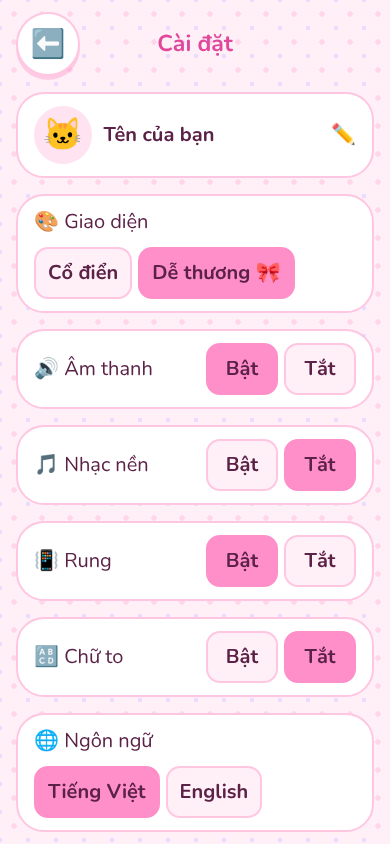 Cài đặt
Tên của bạn
Giao diện
Cổ điển Dễ thương
Âm thanh Bật Tắt
Nhạc nền Bật Tắt
Rung Bật Tắt
Chữ to Bật Tắt
Ngôn ngữ
Tiếng Việt English